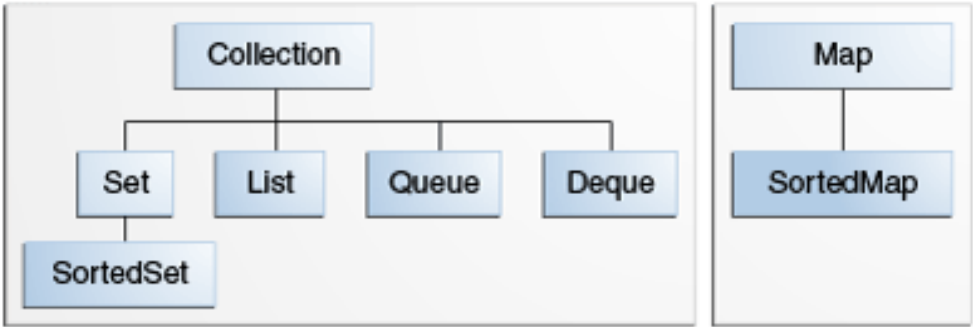 Collection
Map
Set
List
Queue
Deque
SortedMap
SortedSet